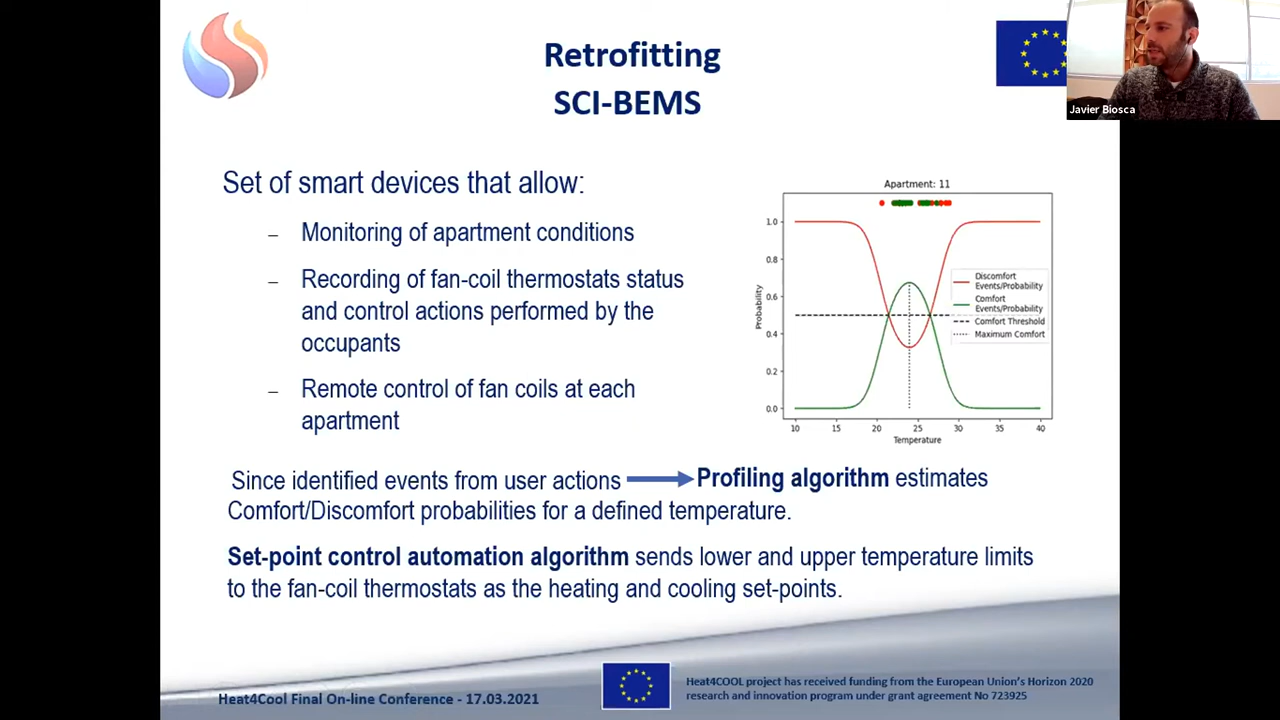 Retrofitting
SCI-BEMS
Javier Biosca
Set of smart devices that allow:
– Monitoring of apartment conditions
– Recording of fan-coil thermostats status
and control actions performed by the
occupants
– Remote control of fan coils at each
apartment
Apartment: 11
1.0
0.8
0.6
0.4
0.2
0.0
Probability
Discomfort
Events/Probability
Comfort
Events/Probability
Comfort Threshold
Maximum Comfort
10 15 20 25 30 35 40
Temperature
Since identified events from user actions Profiling algorithm estimates
Comfort/Discomfort probabilities for a defined temperature.
Set-point control automation algorithm sends lower and upper temperature limits
to the fan-coil thermostats as the heating and cooling set-points.
Heat4Cool Final On-line Conference - 17.03.2021
Heat4COOL project has received funding from the European Union's Horizon 2020
research and innovation program under grant agreement No 723925